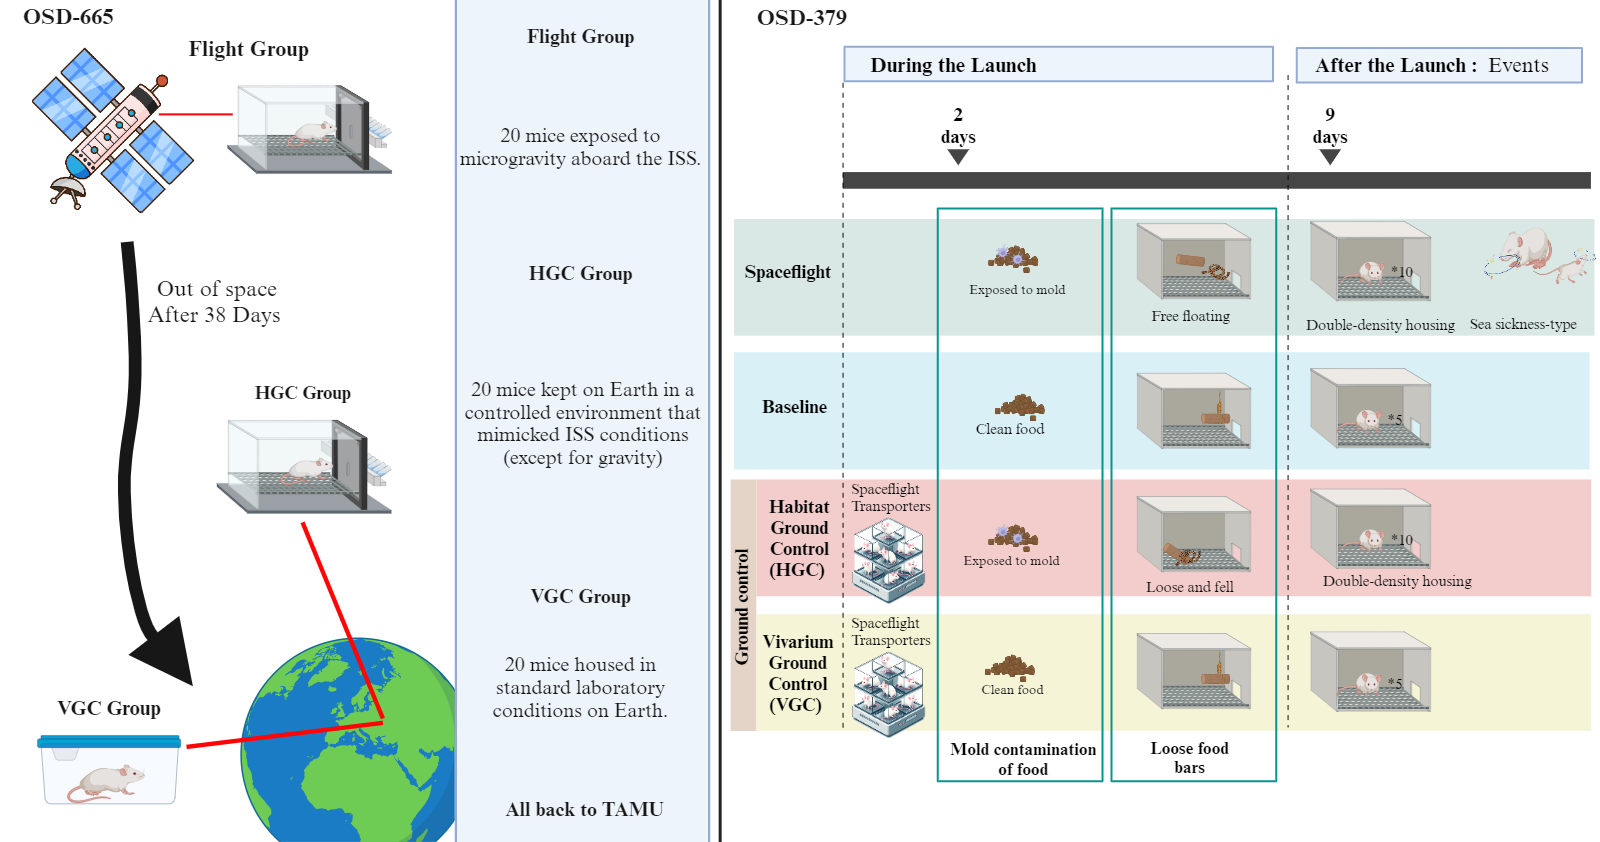 OSD-665
Flight Group
Out of space
After 38 Days
HGC Group
VGC Group
Flight Group
20 mice exposed to
microgravity aboard the ISS.
HGC Group
20 mice kept on Earth in a
controlled environment that
mimicked ISS conditions
(except for gravity)
VGC Group
20 mice housed in
standard laboratory
conditions on Earth.
All back to TAMU
OSD-379
During the Launch
After the Launch : Events
2
days
9
days
Spaceflight
Exposed to mold
Free floating
*10
Double-density housing
Sea sickness-type
Baseline
Clean food
*5
Ground control
Habitat
Ground
Control
(HGC)
Spaceflight
Transporters
Exposed to mold
Loose and fell
*10
Double-density housing
Vivarium
Ground
Control
(VGC)
Spaceflight
Transporters
Clean food
*5
Mold contamination
of food
Loose food
bars